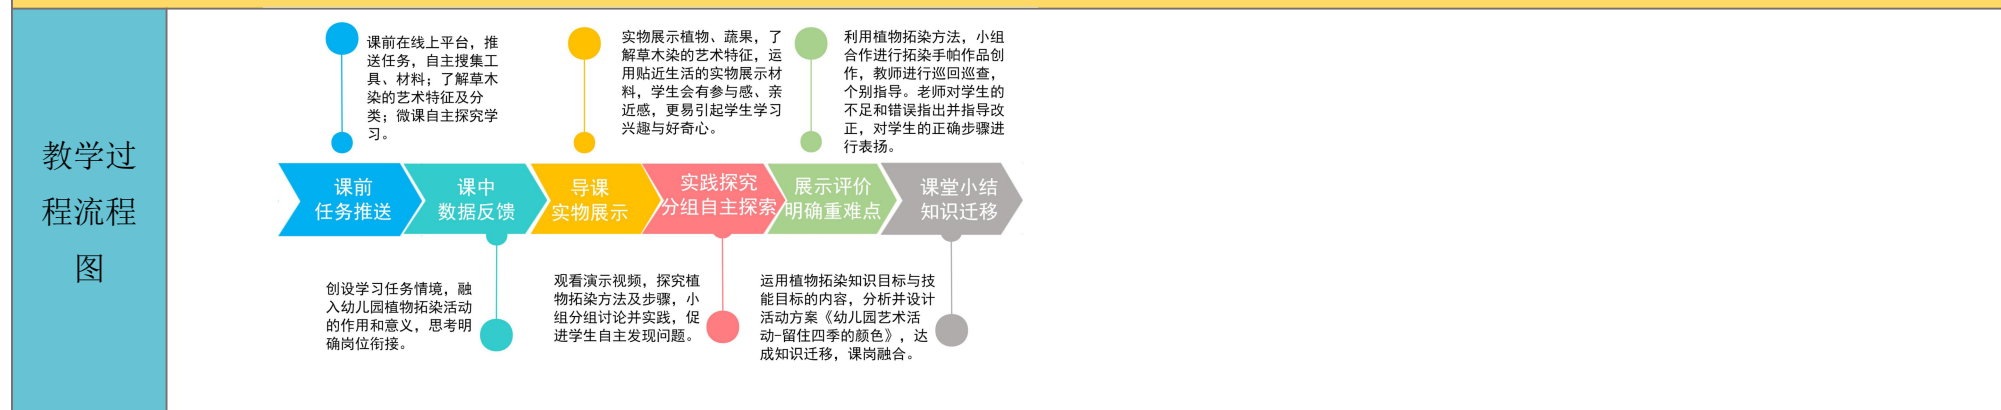 教学过
程流程
图
课前在线上平台，推
送任务，自主搜集工
具、材料；了解草木
染的艺术特征及分
类；微课自主探究学
习。
实物展示植物、蔬果，了
解草木染的艺术特征，运
用贴近生活的实物展示材
料，学生会有参与感、亲
近感，更易引起学生学习
兴趣与好奇心。
利用植物拓染方法，小组
合作进行拓染手帕作品创
作，教师进行巡回巡查，
个别指导。老师对学生的
不足和错误指出并指导改
正，对学生的正确步骤进
行表扬。
课前
任务推送
课中
数据反馈
导课
实物展示
实践探究
分组自主探索
展示评价
明确重难点
课堂小结
知识迁移
创设学习任务情境，融
入幼儿园植物拓染活动
的作用和意义，思考明
确岗位衔接。
观看演示视频，探究植
物拓染方法及步骤，小
组分组讨论并实践，促
进学生自主发现问题。
运用植物拓染知识目标与技
能目标的内容，分析并设计
活动方案《幼儿园艺术活
动-留住四季的颜色》，达
成知识迁移，课岗融合。